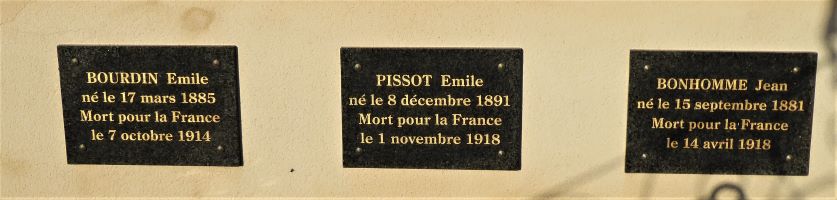 BOURDIN Emile
né le 17 mars 1885
Mort pour la France
le 7 octobre 1914
PISSOT Emile
né le 8 décembre 1891
Mort pour la France
le 1 novembre 1918
BONHOMME Jean
né le 15 septembre 1881
Mort pour la France
le 14 avril 1918